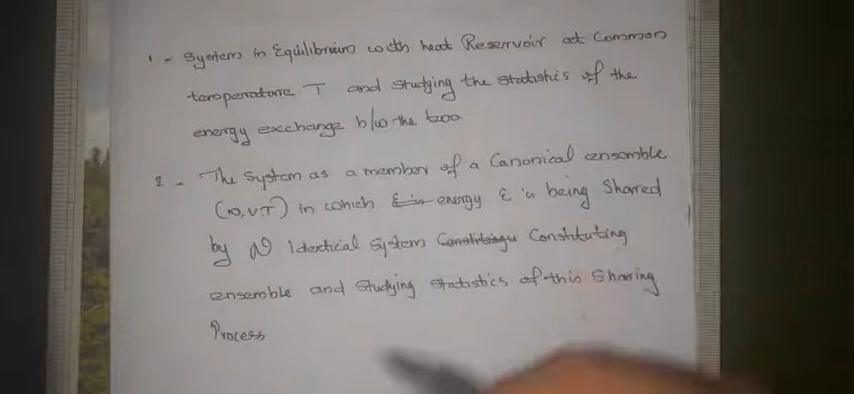 1 - System in Equilibrium with heat Reservoir at Common
temperature T and studying the statistics of the
energy exchange b/w the two
2 - The System as a member of a Canonical ensemble
(N, V T) in which E in energy E is being Shared
by N identical System Constituting
ensemble and studying statistics of this Sharing
Process